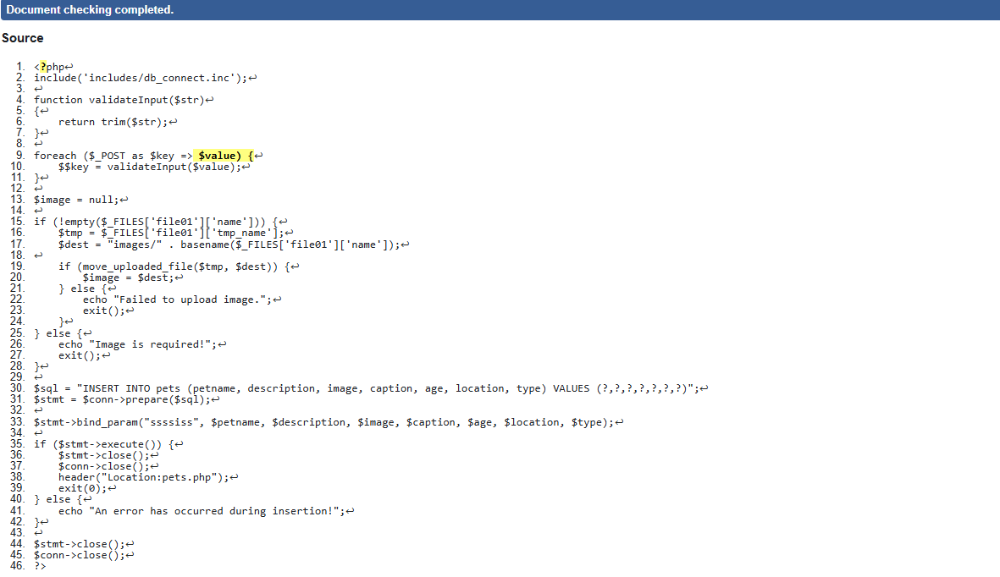 Document checking completed.
Source
1. <?php↩
2. include('includes/db_connect.inc');↩
3. ↩
4. function validateInput($str)↩
5. {↩
6.     return trim($str);↩
7. }↩
8. ↩
9. foreach ($_POST as $key => $value) {↩
10.     $$key = validateInput($value);↩
11. }↩
12. ↩
13. $image = null;↩
14. ↩
15. if (!empty($_FILES['file01']['name'])) {↩
16.     $tmp = $_FILES['file01']['tmp_name'];↩
17.     $dest = "images/" . basename($_FILES['file01']['name']);↩
18. ↩
19.     if (move_uploaded_file($tmp, $dest)) {↩
20.         $image = $dest;↩
21.     } else {↩
22.         echo "Failed to upload image.";↩
23.         exit();↩
24.     }↩
25. } else {↩
26.     echo "Image is required!";↩
27.     exit();↩
28. }↩
29. ↩
30. $sql = "INSERT INTO pets (petname, description, image, caption, age, location, type) VALUES (?,?,?,?,?,?,?)";↩
31. $stmt = $conn->prepare($sql);↩
32. ↩
33. $stmt->bind_param("ssssiss", $petname, $description, $image, $caption, $age, $location, $type);↩
34. ↩
35. if ($stmt->execute()) {↩
36.     $stmt->close();↩
37.     $conn->close();↩
38.     header("Location:pets.php");↩
39.     exit(0);↩
40. } else {↩
41.     echo "An error has occurred during insertion!";↩
42. }↩
43. ↩
44. $stmt->close();↩
45. $conn->close();↩
46. ?>